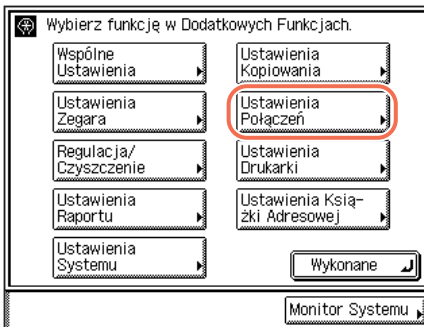 Wybierz funkcję w Dodatkowych Funkcjach.
Wspólne
Ustawienia
Ustawienia
Kopiowania
Ustawienia
Zegara
Ustawienia
Połączeń
Regulacja/
Czyszczenie
Ustawienia
Drukarki
Ustawienia
Raportu
Ustawienia Ksią-
żki Adresowej
Ustawienia
Systemu
Wykonane
Monitor Systemu